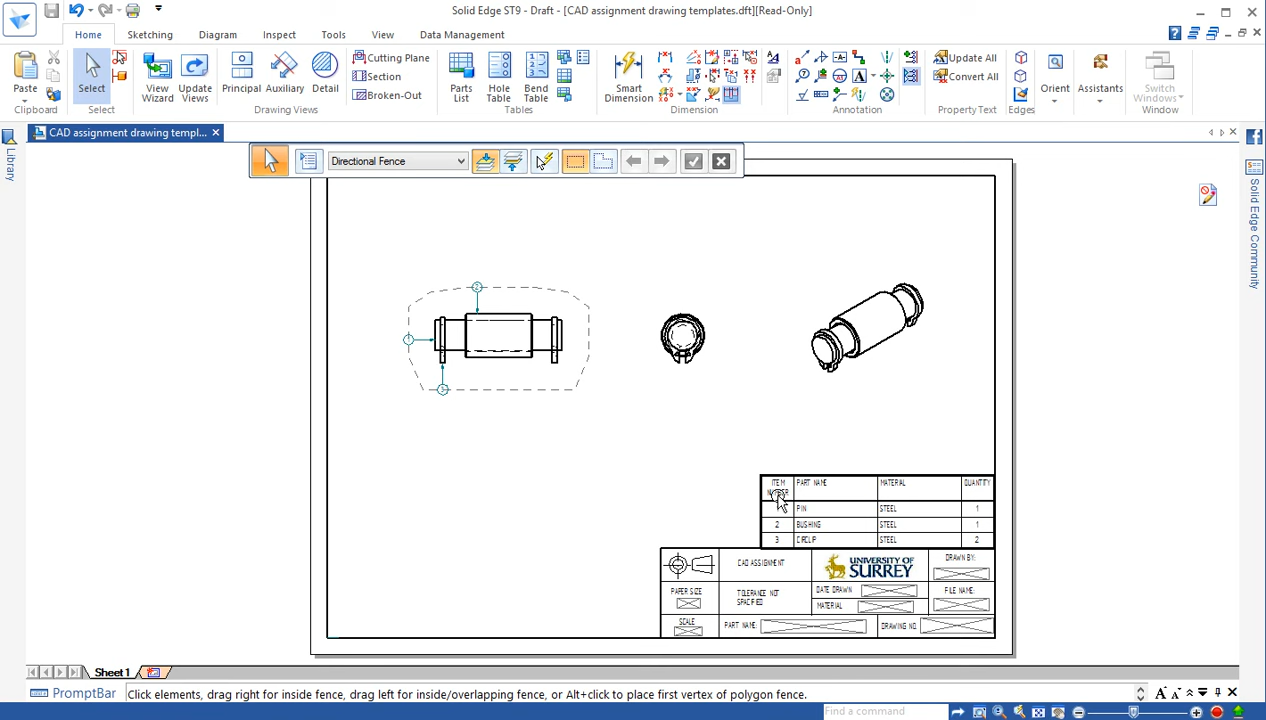 Solid Edge ST9 - Draft - [CAD assignment drawing templates.dft][Read-Only]
Home Sketching Diagram Inspect Tools View Data Management
Paste Select View Wizard Update Views Principal Auxiliary Detail Cutting Plane Section Broken-Out Parts List Hole Table Bend Table Smart Dimension Update All Convert All Orient Assistants Switch Windows
Clipboard Select Drawing Views Tables Dimension Annotation Property Text Edges Window
CAD assignment drawing templ...
Library
Directional Fence
Solid Edge Community
2
1
3
ITEM NUMBER PART NAME MATERIAL QUANTITY
PIN STEEL 1
2 BUSHING STEEL 1
3 CIRCLIP STEEL 2
CAD ASSIGNMENT
UNIVERSITY OF SURREY
DRAWN BY:
PAPER SIZE
TOLERANCE NOT SPACIFIED
DATE DRAWN
FILE NAME:
MATERIAL
SCALE
PART NAME:
DRAWING NO.
Sheet1
PromptBar Click elements, drag right for inside fence, drag left for inside/overlapping fence, or Alt+click to place first vertex of polygon fence.
Find a command